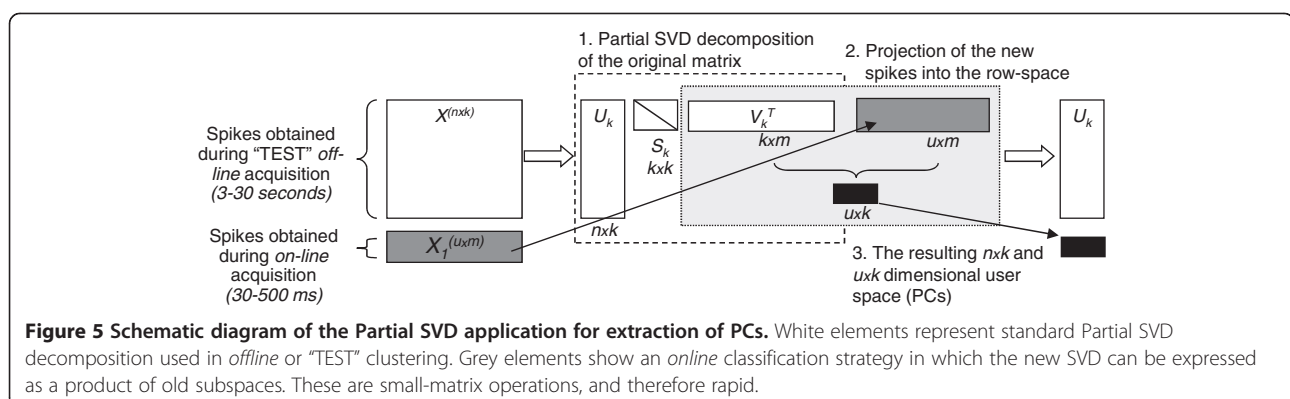 1. Partial SVD decomposition
of the original matrix
2. Projection of the new
spikes into the row-space
Spikes obtained
during “TEST” off-
line acquisition
(3-30 seconds)
X(nxk)
Uk
nxk
Sk
kxk
VkT
kxm
uxm
uxk
Uk
Spikes obtained
during on-line
acquisition
(30-500 ms)
X1(uxm)
3. The resulting nxk and
uxk dimensional user
space (PCs)
Figure 5 Schematic diagram of the Partial SVD application for extraction of PCs. White elements represent standard Partial SVD
decomposition used in offline or “TEST” clustering. Grey elements show an online classification strategy in which the new SVD can be expressed
as a product of old subspaces. These are small-matrix operations, and therefore rapid.